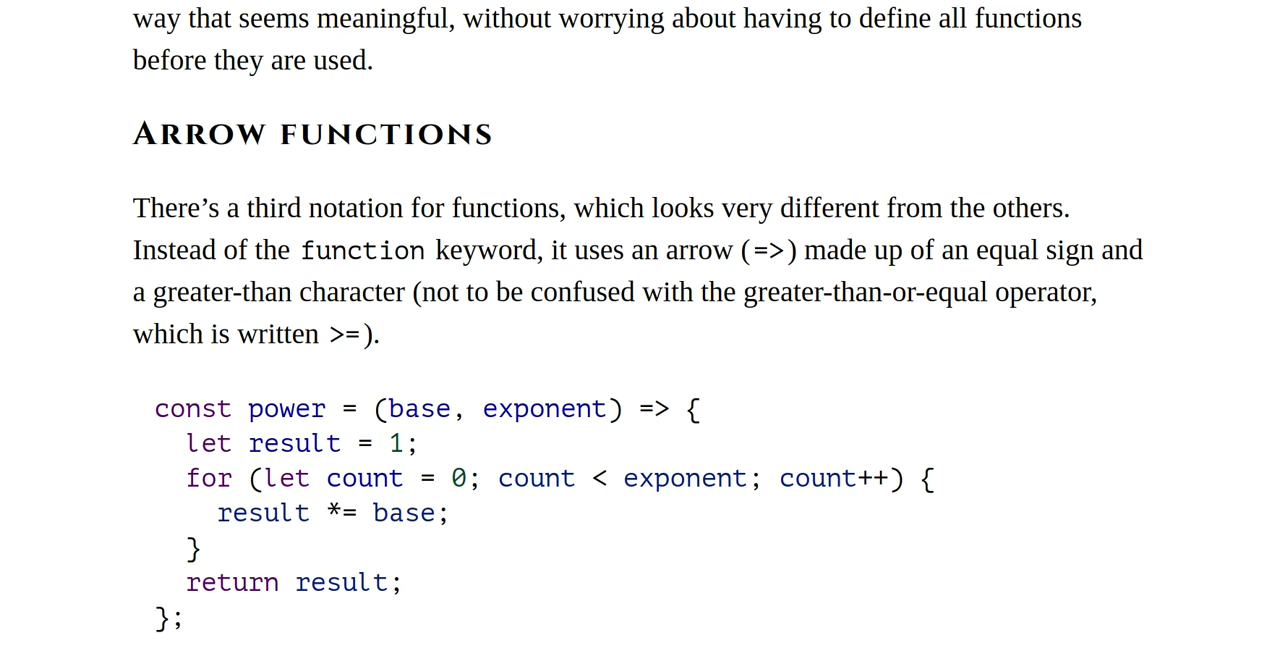 way that seems meaningful, without worrying about having to define all functions
before they are used.
Arrow functions
There’s a third notation for functions, which looks very different from the others.
Instead of the function keyword, it uses an arrow (=>) made up of an equal sign and
a greater-than character (not to be confused with the greater-than-or-equal operator,
which is written >=).
const power = (base, exponent) => {
  let result = 1;
  for (let count = 0; count < exponent; count++) {
    result *= base;
  }
  return result;
};